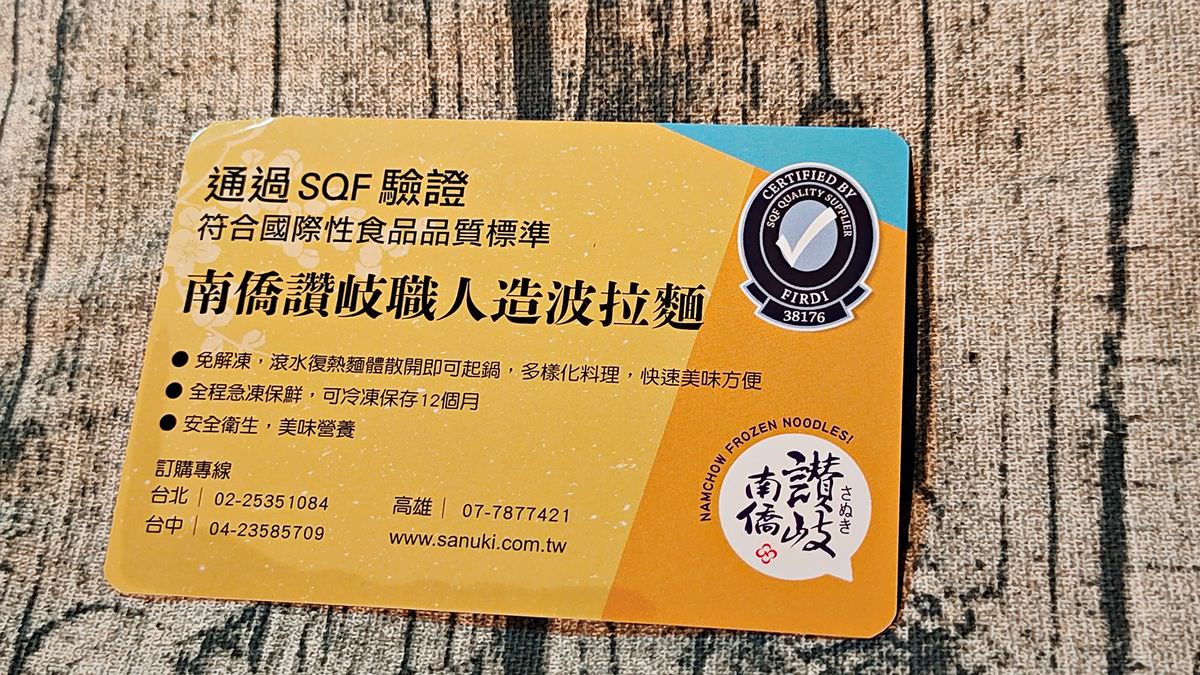 通過 SQF 驗證
符合國際性食品品質標準
南僑讚岐職人造波拉麵
● 免解凍，滾水復熱麵體散開即可起鍋，多樣化料理，快速美味方便
● 全程急凍保鮮，可冷凍保存12個月
● 安全衛生，美味營養
訂購專線
台北｜ 02-25351084
高雄｜ 07-7877421
台中｜ 04-23585709
www.sanuki.com.tw
CERTIFIED BY
SQF QUALITY SUPPLIER
FIRDI
38176
NAMCHOW FROZEN NOODLES!
讚岐
さぬき
南僑